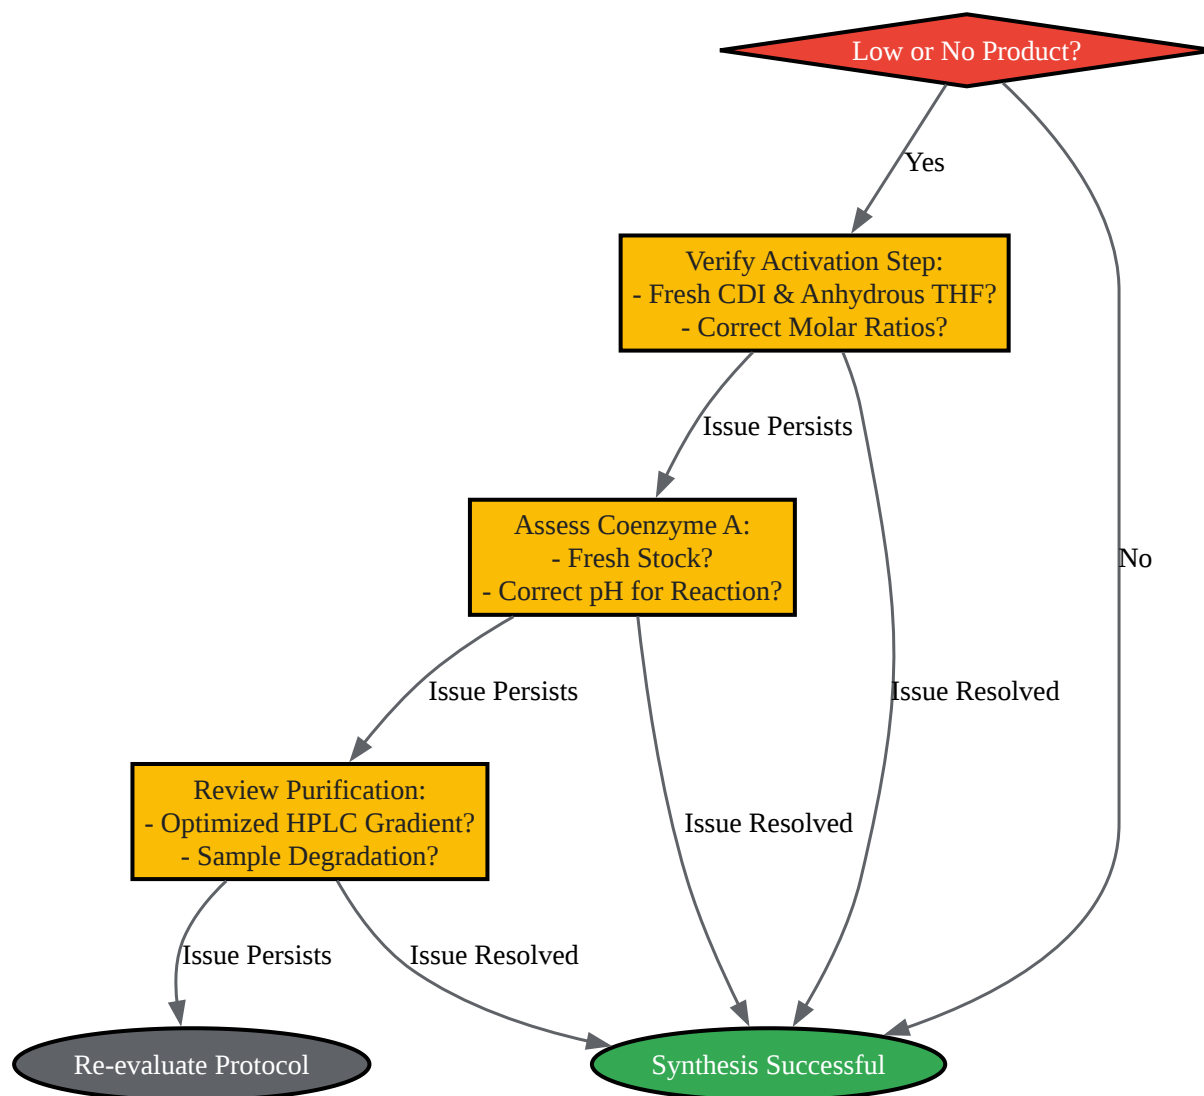 Low or No Product?
Yes
Verify Activation Step:
- Fresh CDI & Anhydrous THF?
- Correct Molar Ratios?
Issue Persists
Assess Coenzyme A:
- Fresh Stock?
- Correct pH for Reaction?
No
Issue Persists
Issue Resolved
Review Purification:
- Optimized HPLC Gradient?
- Sample Degradation?
Issue Resolved
Issue Persists
Issue Resolved
Re-evaluate Protocol
Synthesis Successful